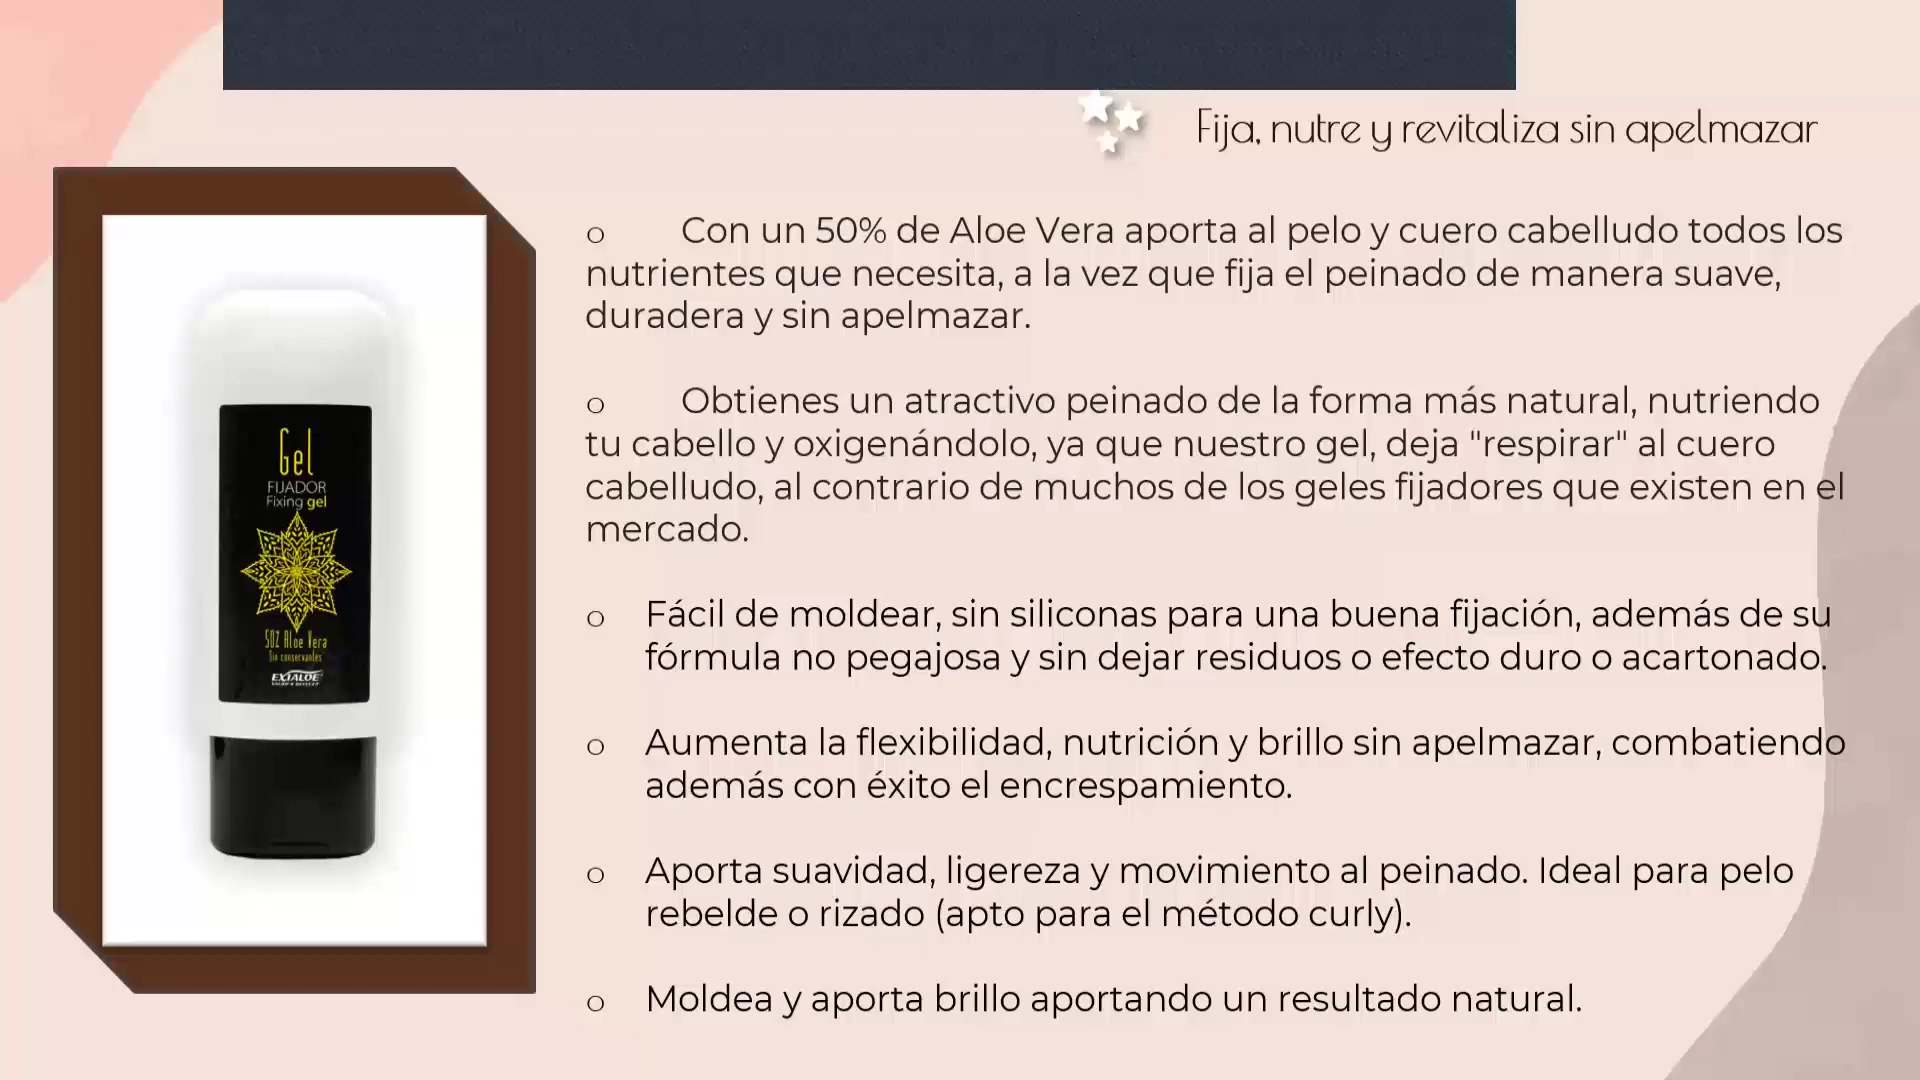 Fija, nutre y revitaliza sin apelmazar
o Con un 50% de Aloe Vera aporta al pelo y cuero cabelludo todos los
nutrientes que necesita, a la vez que fija el peinado de manera suave,
duradera y sin apelmazar.
o Obtienes un atractivo peinado de la forma más natural, nutriendo
tu cabello y oxigenándolo, ya que nuestro gel, deja "respirar" al cuero
cabelludo, al contrario de muchos de los geles fijadores que existen en el
mercado.
o Fácil de moldear, sin siliconas para una buena fijación, además de su
fórmula no pegajosa y sin dejar residuos o efecto duro o acartonado.
o Aumenta la flexibilidad, nutrición y brillo sin apelmazar, combatiendo
además con éxito el encrespamiento.
o Aporta suavidad, ligereza y movimiento al peinado. Ideal para pelo
rebelde o rizado (apto para el método curly).
o Moldea y aporta brillo aportando un resultado natural.
Gel
FIJADOR
Fixing gel
50% Aloe Vera
Sin conservantes
EXTALOE